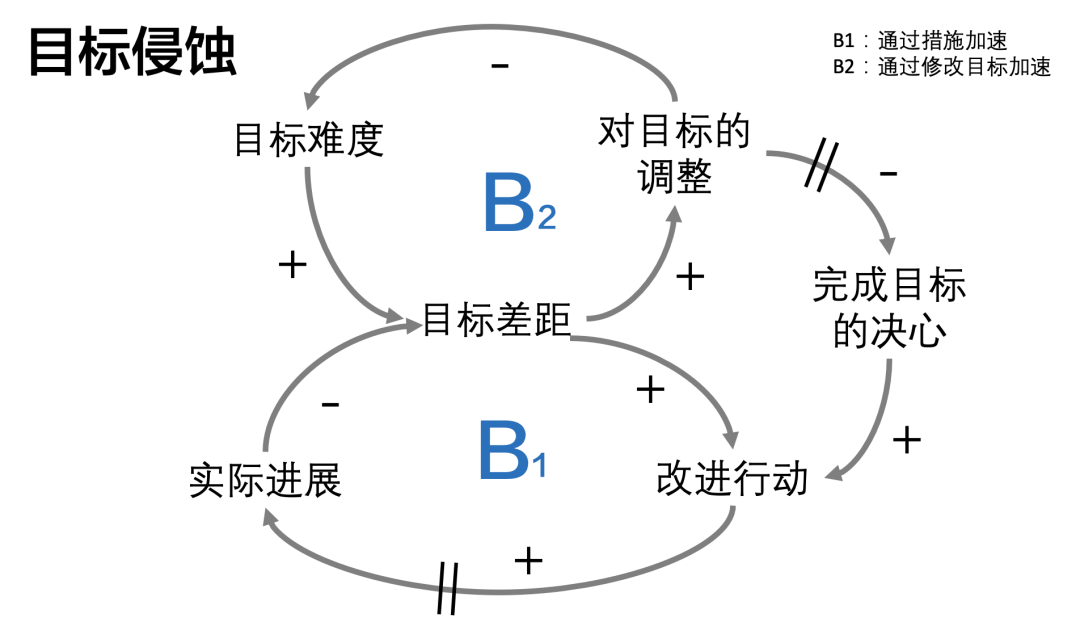 目标侵蚀
B1：通过措施加速
B2：通过修改目标加速
-
目标难度
对目标的
调整
-
B2
+
+
完成目标
的决心
目标差距
+
-
+
B1
实际进展
改进行动
+